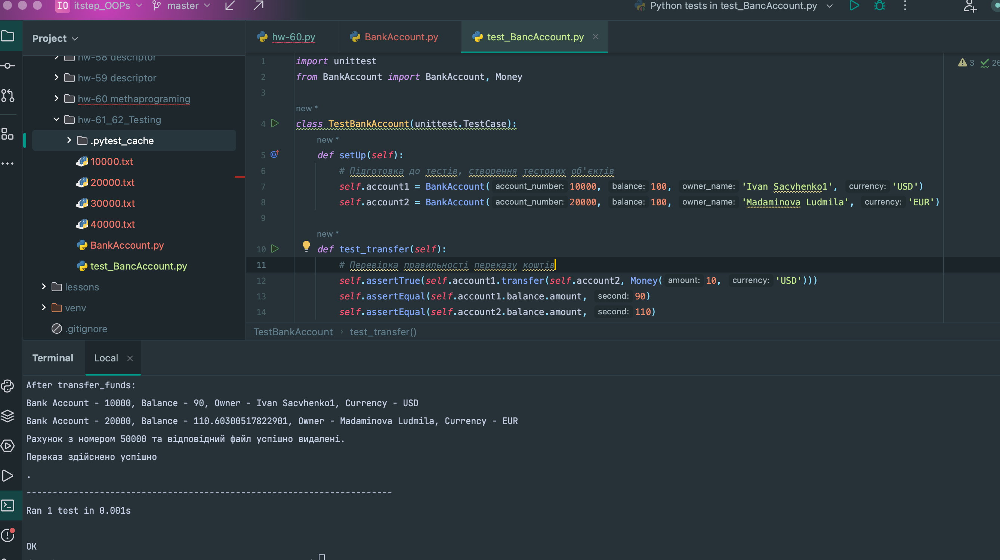 IO itstep_OOPs master Python tests in test_BancAccount.py
Project
hw-60.py BankAccount.py test_BancAccount.py
hw-58 descriptor
hw-59 descriptor
hw-60 methaprograming
hw-61_62_Testing
.pytest_cache
10000.txt
20000.txt
30000.txt
40000.txt
BankAccount.py
test_BancAccount.py
lessons
venv
.gitignore
3 26
1 import unittest
2 from BankAccount import BankAccount, Money
3
new *
4 class TestBankAccount(unittest.TestCase):
new *
5 def setUp(self):
6 # Підготовка до тестів, створення тестових об'єктів
7 self.account1 = BankAccount( account_number: 10000, balance: 100, owner_name: 'Ivan Sacvhenko1', currency: 'USD')
8 self.account2 = BankAccount( account_number: 20000, balance: 100, owner_name: 'Madaminova Ludmila', currency: 'EUR')
9
new *
10 def test_transfer(self):
11 # Перевірка правильності переказу коштів
12 self.assertTrue(self.account1.transfer(self.account2, Money( amount: 10, currency: 'USD')))
13 self.assertEqual(self.account1.balance.amount, second: 90)
14 self.assertEqual(self.account2.balance.amount, second: 110)
TestBankAccount › test_transfer()
Terminal Local
After transfer_funds:
Bank Account - 10000, Balance - 90, Owner - Ivan Sacvhenko1, Currency - USD
Bank Account - 20000, Balance - 110.60300517822901, Owner - Madaminova Ludmila, Currency - EUR
Рахунок з номером 50000 та відповідний файл успішно видалені.
Переказ здійснено успішно
.
----------------------------------------------------------------------
Ran 1 test in 0.001s
OK